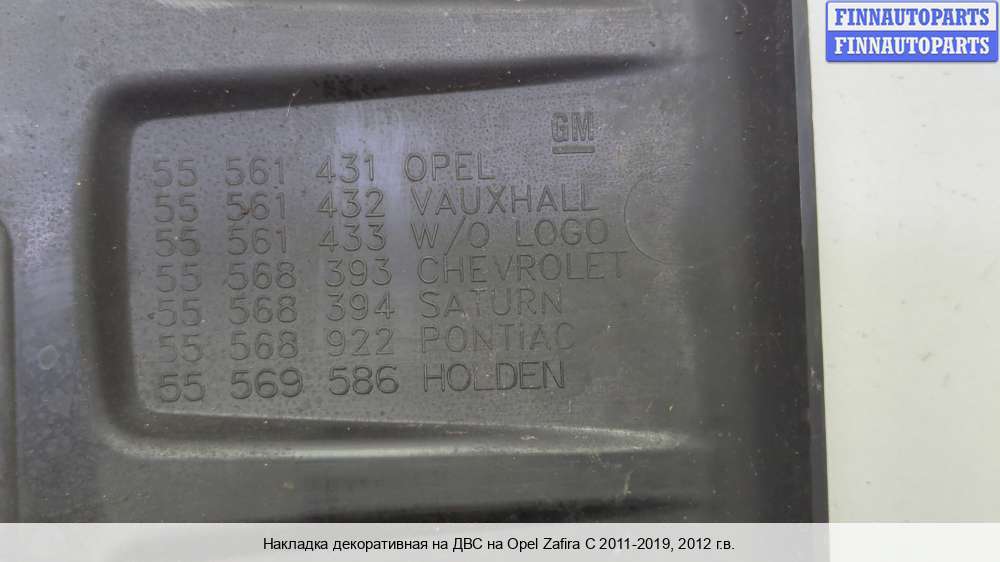 FINNAUTOPARTS
FINNAUTOPARTS
GM
55 561 431 OPEL
55 561 432 VAUXHALL
55 561 433 W/O LOGO
55 568 393 CHEVROLET
55 568 394 SATURN
55 568 922 PONTiAC
55 569 586 HOLDEN
Накладка декоративная на ДВС на Opel Zafira C 2011-2019, 2012 г.в.